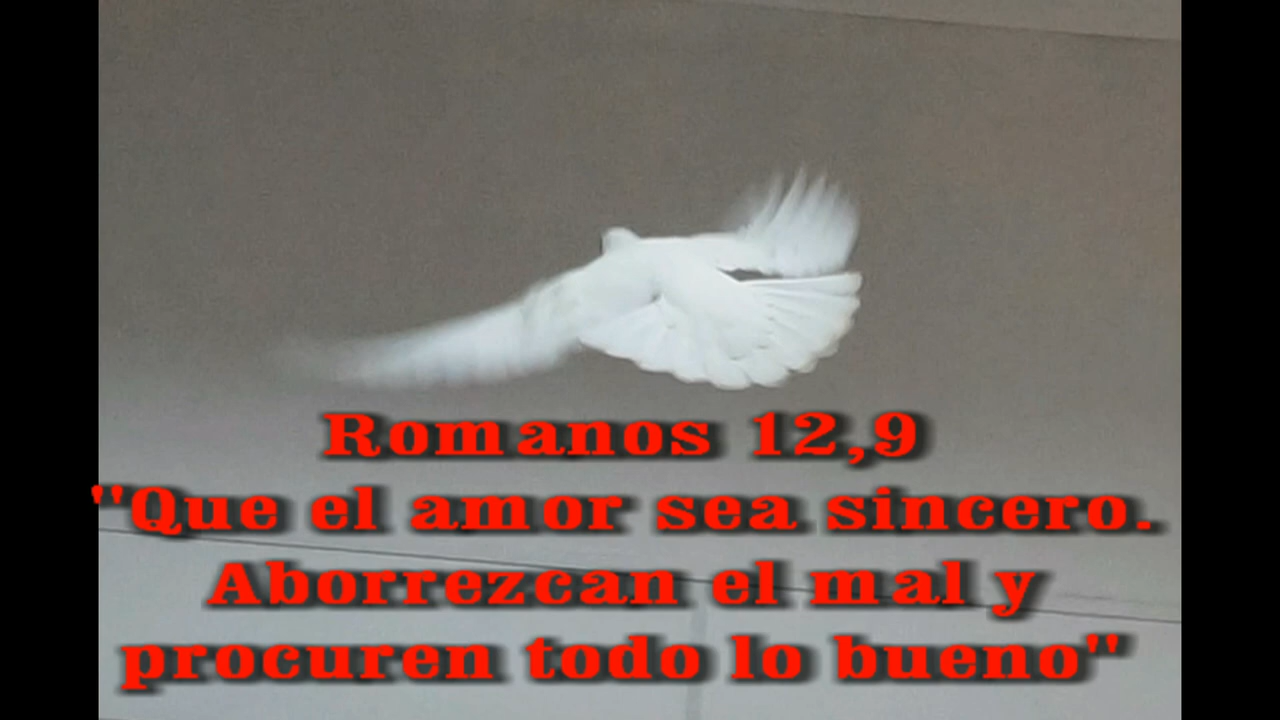 Romanos 12,9
"Que el amor sea sincero.
Aborrezcan el mal y
procuren todo lo bueno"